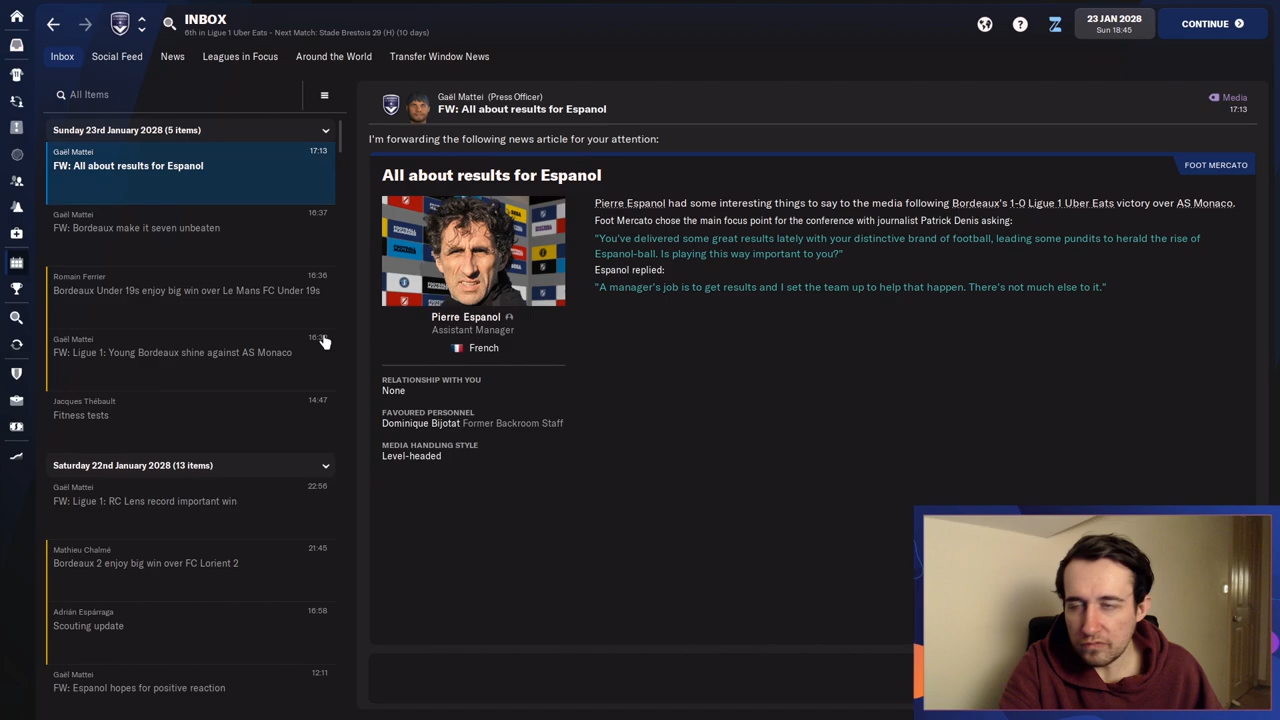 INBOX
6th in Ligue 1 Uber Eats - Next Match: Stade Brestois 29 (H) (10 days)
23 JAN 2028
Sun 18:45
CONTINUE
Inbox
Social Feed
News
Leagues in Focus
Around the World
Transfer Window News
All Items
Sunday 23rd January 2028 (5 items)
Gaël Mattei
17:13
FW: All about results for Espanol
Gaël Mattei
16:37
FW: Bordeaux make it seven unbeaten
Romain Ferrier
16:36
Bordeaux Under 19s enjoy big win over Le Mans FC Under 19s
Gaël Mattei
FW: Ligue 1: Young Bordeaux shine against AS Monaco
Jacques Thébault
14:47
Fitness tests
Saturday 22nd January 2028 (13 items)
Gaël Mattei
22:56
FW: Ligue 1: RC Lens record important win
Mathieu Chalmé
21:45
Bordeaux 2 enjoy big win over FC Lorient 2
Adrián Espárraga
16:58
Scouting update
Gaël Mattei
12:11
FW: Espanol hopes for positive reaction
Gaël Mattei (Press Officer)
FW: All about results for Espanol
Media
17:13
I'm forwarding the following news article for your attention:
All about results for Espanol
FOOT MERCATO
Pierre Espanol
Assistant Manager
French
RELATIONSHIP WITH YOU
None
FAVOURED PERSONNEL
Dominique Bijotat Former Backroom Staff
MEDIA HANDLING STYLE
Level-headed
Pierre Espanol had some interesting things to say to the media following Bordeaux's 1-0 Ligue 1 Uber Eats victory over AS Monaco.
Foot Mercato chose the main focus point for the conference with journalist Patrick Denis asking:
"You've delivered some great results lately with your distinctive brand of football, leading some pundits to herald the rise of
Espanol-ball. Is playing this way important to you?"
Espanol replied:
"A manager's job is to get results and I set the team up to help that happen. There's not much else to it."